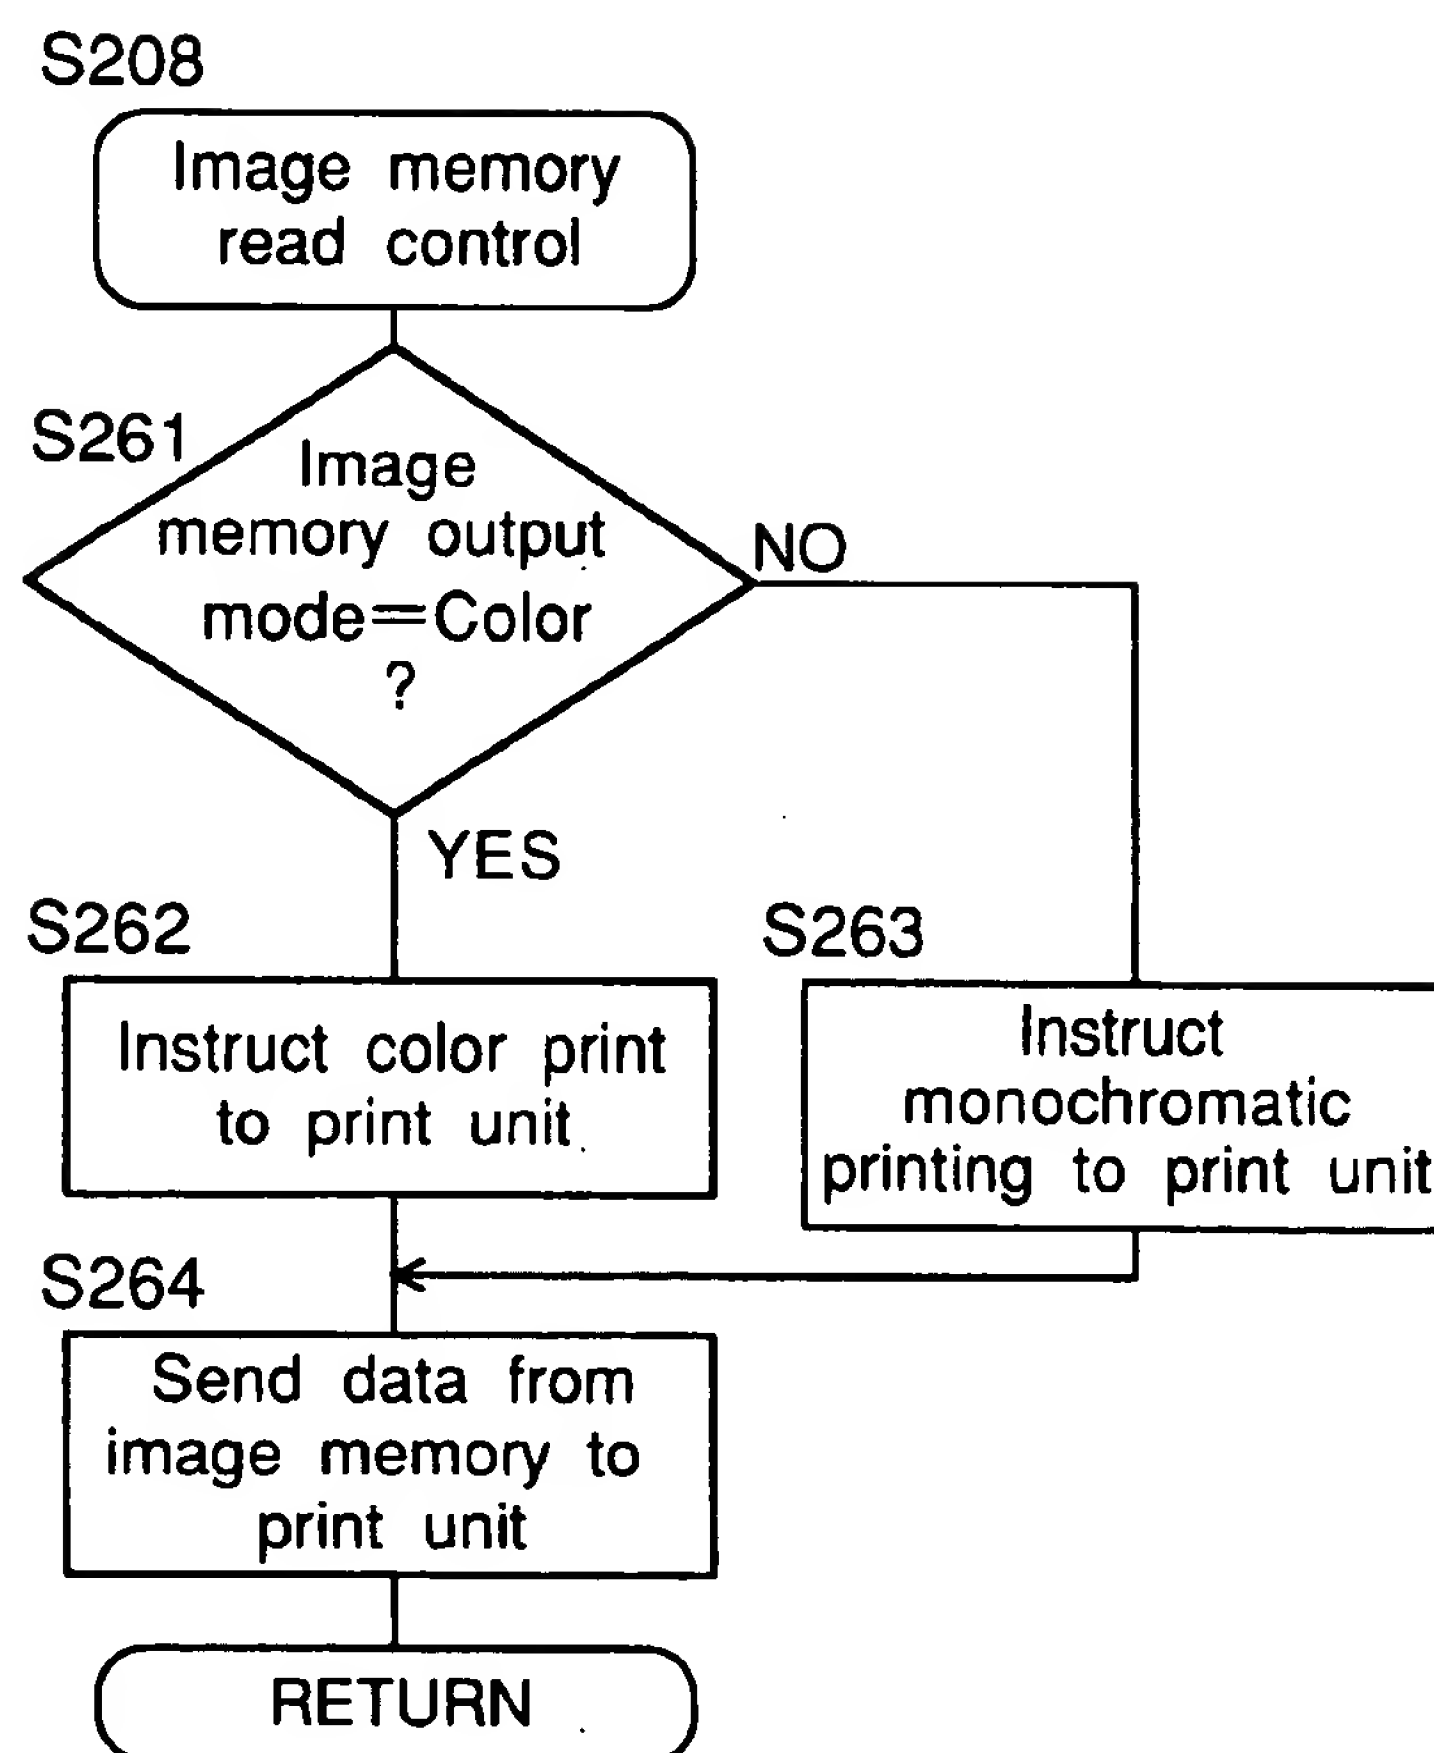 S208
Image memory
read control
S261
Image
memory output
mode=Color
?
NO
YES
S262
Instruct color print
to print unit
S263
Instruct
monochromatic
printing to print unit
S264
Send data from
image memory to
print unit
RETURN